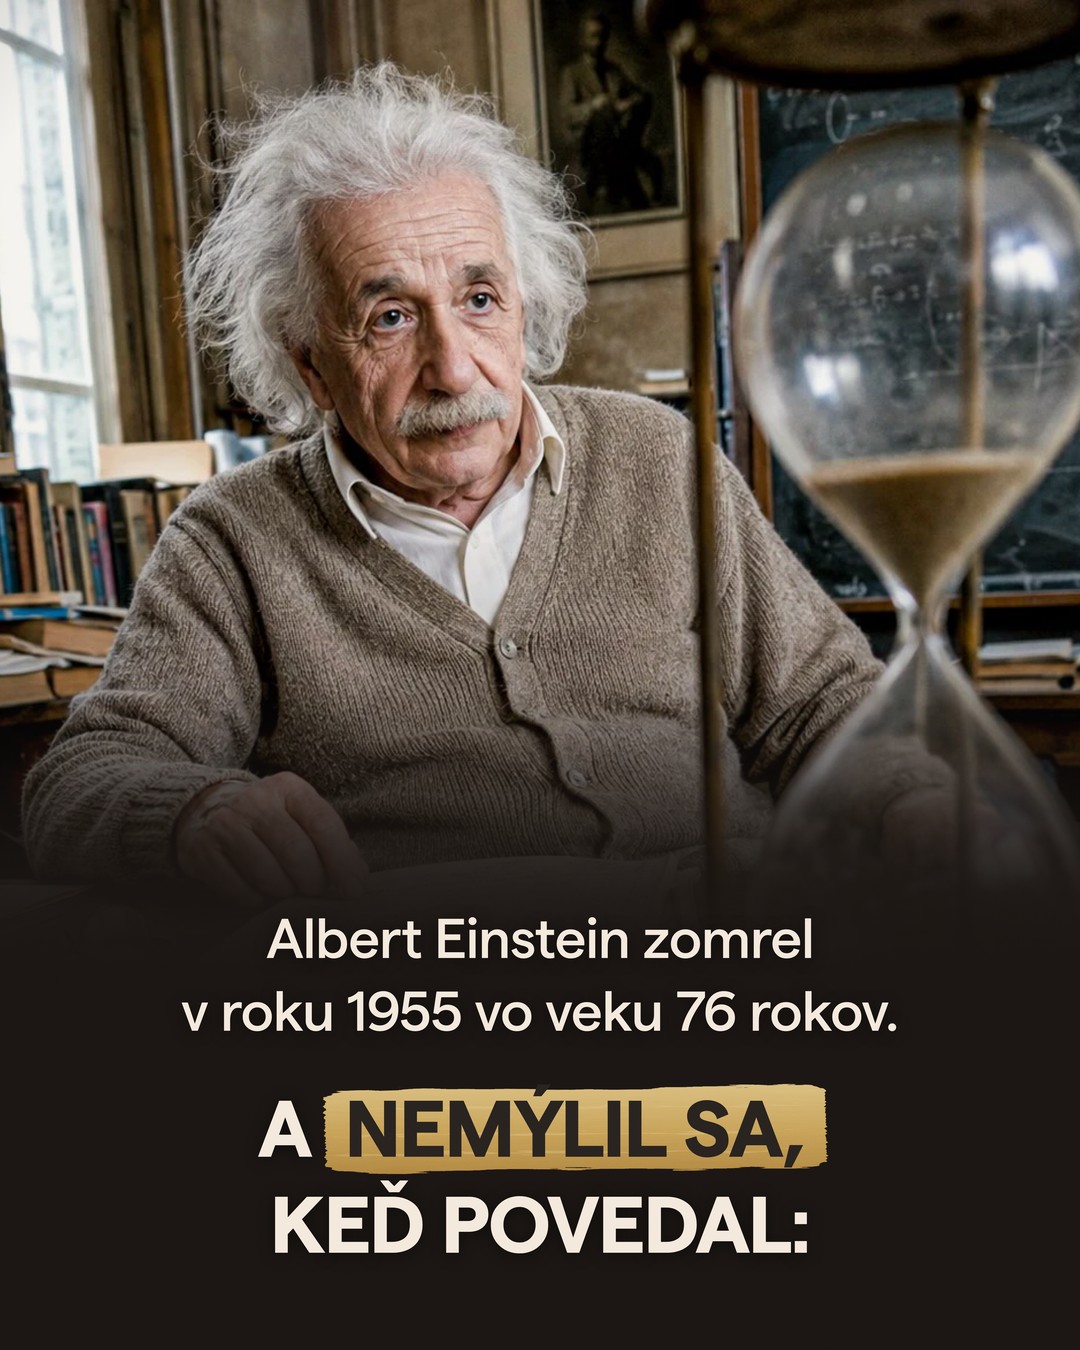 Albert Einstein zomrel
v roku 1955 vo veku 76 rokov.
A NEMÝLIL SA,
KEĎ POVEDAL: